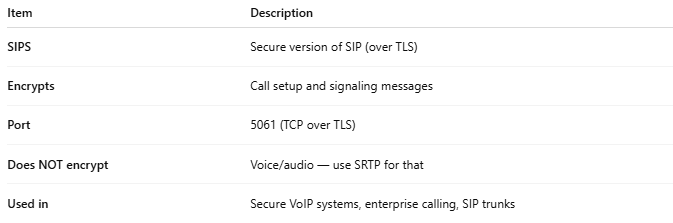 Item Description
SIPS Secure version of SIP (over TLS)
Encrypts Call setup and signaling messages
Port 5061 (TCP over TLS)
Does NOT encrypt Voice/audio — use SRTP for that
Used in Secure VoIP systems, enterprise calling, SIP trunks